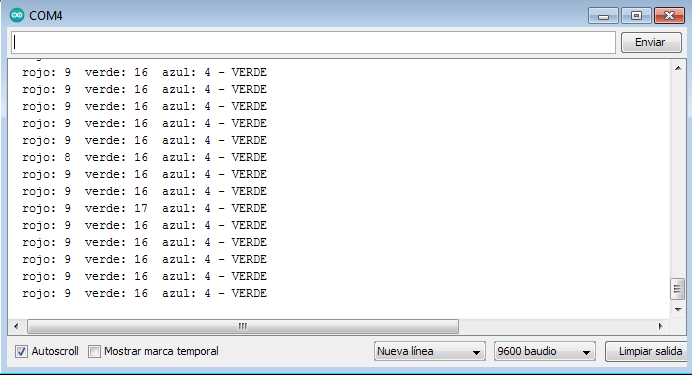 COM4
Enviar
rojo: 9 verde: 16 azul: 4 - VERDE
rojo: 9 verde: 16 azul: 4 - VERDE
rojo: 9 verde: 16 azul: 4 - VERDE
rojo: 9 verde: 16 azul: 4 - VERDE
rojo: 9 verde: 16 azul: 4 - VERDE
rojo: 8 verde: 16 azul: 4 - VERDE
rojo: 9 verde: 16 azul: 4 - VERDE
rojo: 9 verde: 16 azul: 4 - VERDE
rojo: 9 verde: 17 azul: 4 - VERDE
rojo: 9 verde: 16 azul: 4 - VERDE
rojo: 9 verde: 16 azul: 4 - VERDE
rojo: 9 verde: 16 azul: 4 - VERDE
rojo: 9 verde: 16 azul: 4 - VERDE
rojo: 9 verde: 16 azul: 4 - VERDE
Autoscroll Mostrar marca temporal Nueva línea 9600 baudio Limpiar salida